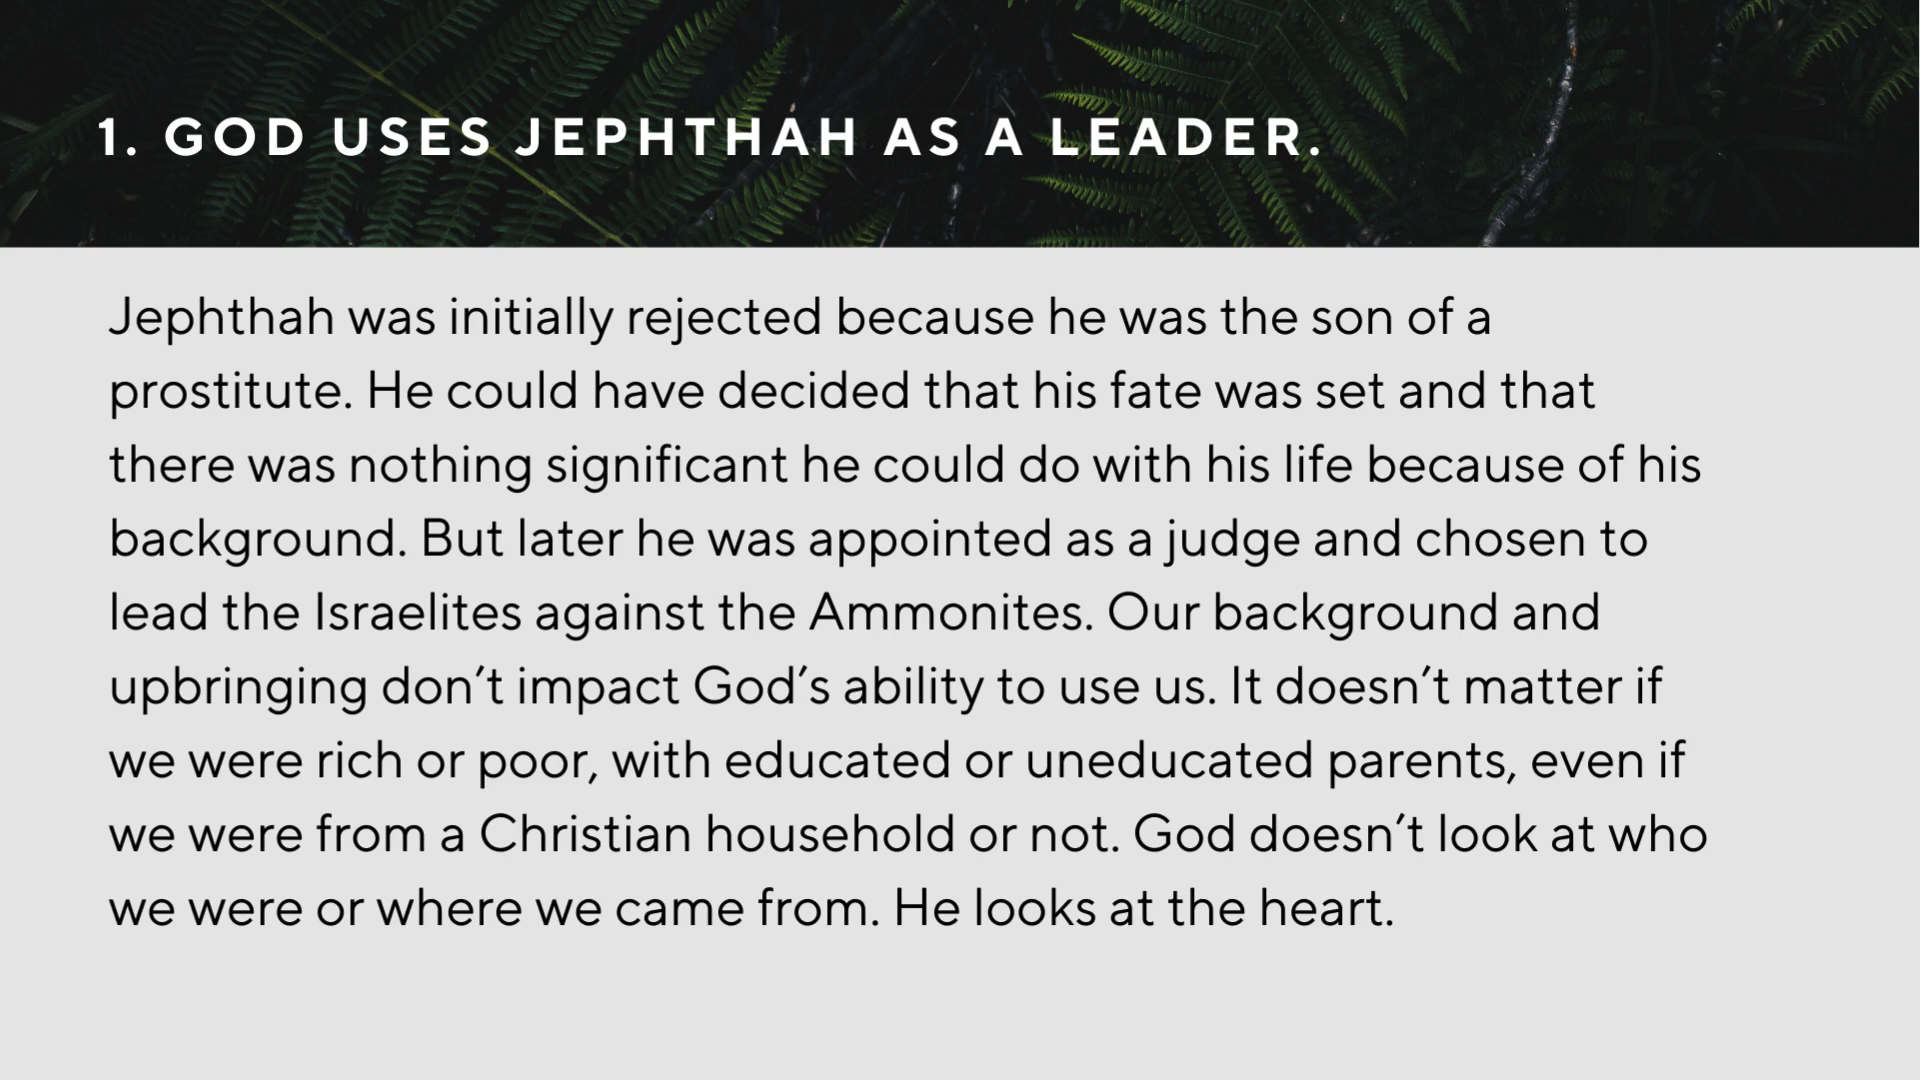 1. GOD USES JEPHTHAH AS A LEADER.
Jephthah was initially rejected because he was the son of a
prostitute. He could have decided that his fate was set and that
there was nothing significant he could do with his life because of his
background. But later he was appointed as a judge and chosen to
lead the Israelites against the Ammonites. Our background and
upbringing don’t impact God’s ability to use us. It doesn’t matter if
we were rich or poor, with educated or uneducated parents, even if
we were from a Christian household or not. God doesn’t look at who
we were or where we came from. He looks at the heart.